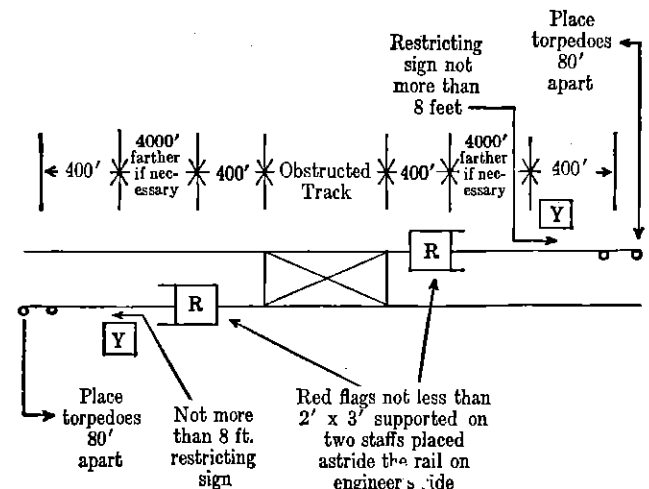 Place
torpedoes
80'
apart
Restricting
sign not
more than
8 feet
400'
4000'
farther
if nec-
essary
400'
Obstructed
Track
400'
4000'
farther
if nec-
essary
400'
Y
R
R
Y
Place
torpedoes
80'
apart
Not more
than 8 ft.
restricting
sign
Red flags not less than
2' x 3' supported on
two staffs placed
astride the rail on
engineer's side